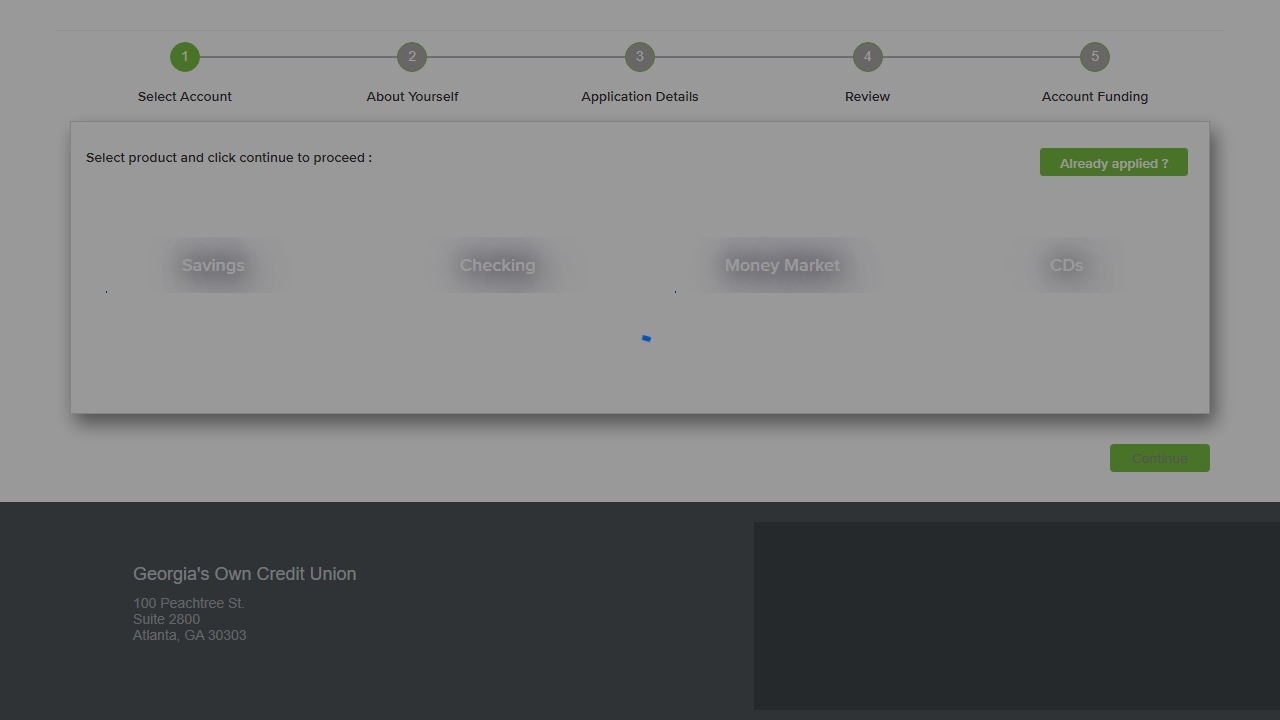 1
2
3
4
5
Select Account
About Yourself
Application Details
Review
Account Funding
Select product and click continue to proceed :
Already applied ?
Savings
Checking
Money Market
CDs
Continue
Georgia's Own Credit Union
100 Peachtree St.
Suite 2800
Atlanta, GA 30303